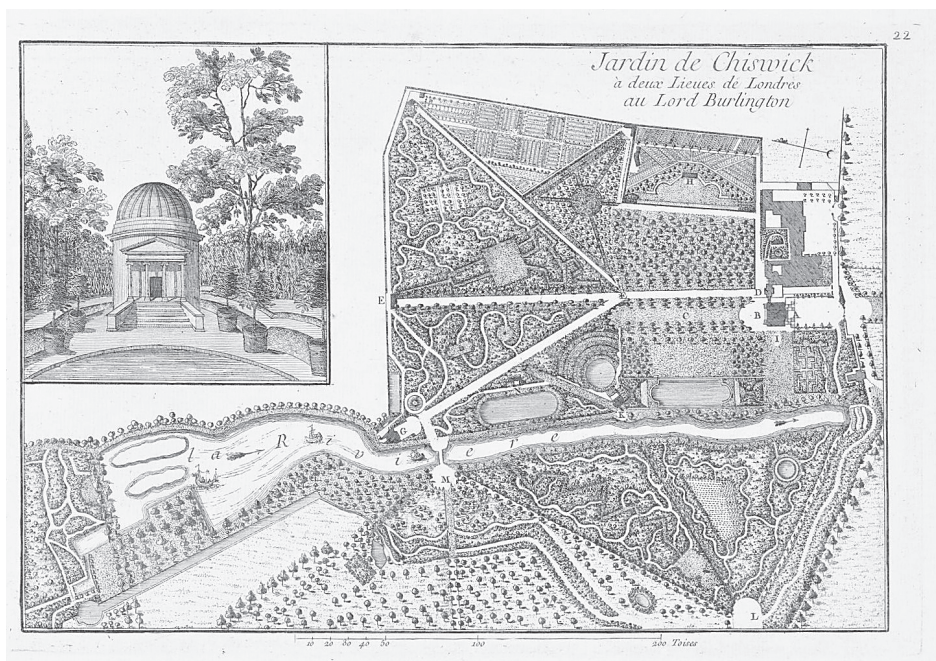 22
Jardin de Chiswick
à deux Lieues de Londres
au Lord Burlington
H
E
D
C
B
A
I
G
K
la Riviere
M
L
10 20 30 40 50 100 200 Toises